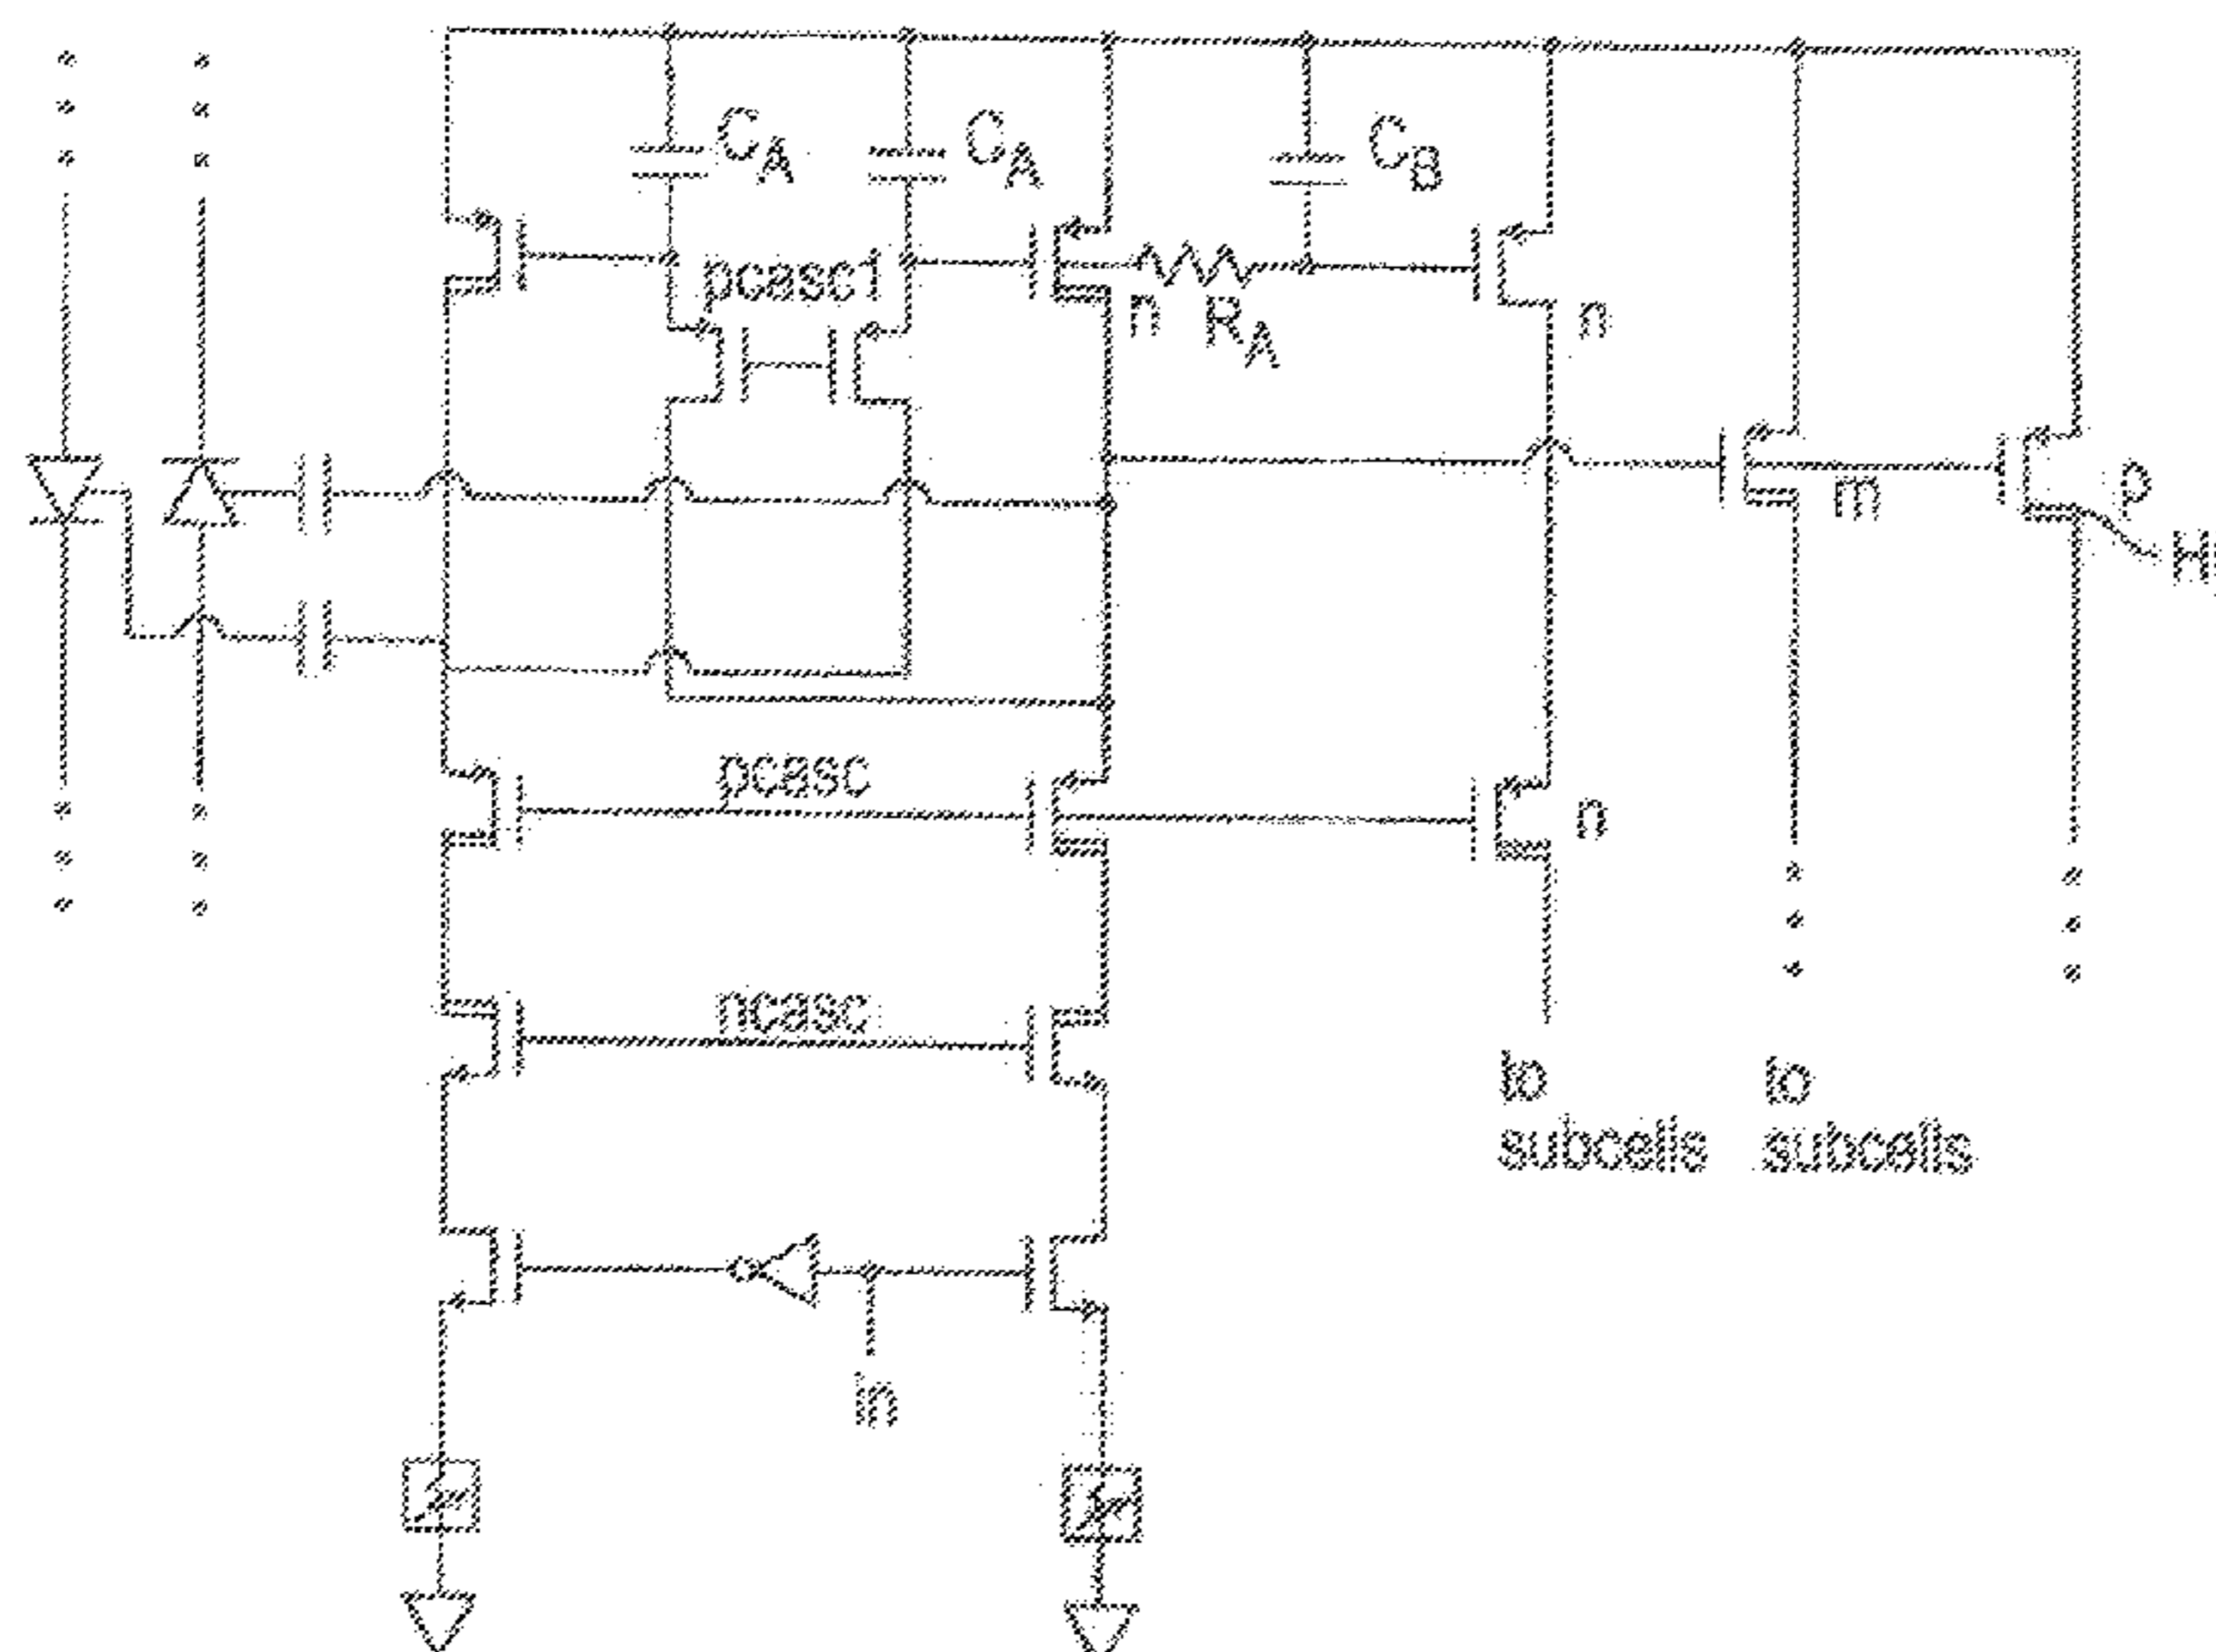 C_A
C_A
C_B
pcasc1
n
R_A
n
m
p
pcasc
n
ncasc
to
subcells
to
subcells
in